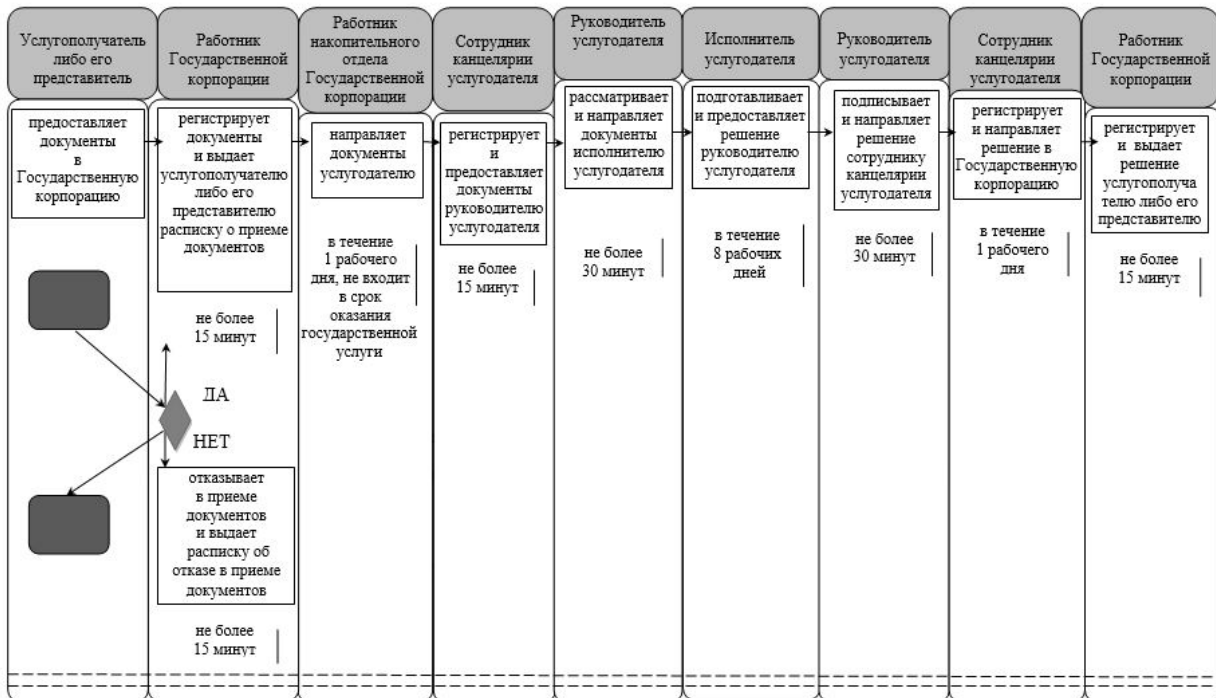 Услугополучатель
либо его
представитель
Работник
Государственной
корпорации
Работник
накопительного
отдела
Государственной
корпорации
Сотрудник
канцелярии
услугодателя
Руководитель
услугодателя
Исполнитель
услугодателя
Руководитель
услугодателя
Сотрудник
канцелярии
услугодателя
Работник
Государственной
корпорации
предоставляет
документы
в
Государственную
корпорацию
регистрирует
документы
и выдает
услугополучателю
либо его
представителю
расписку о приеме
документов
не более
15 минут
ДА
НЕТ
отказывает
в приеме
документов
и выдает
расписку об
отказе в приеме
документов
не более
15 минут
направляет
документы
услугодателю
в течение
1 рабочего
дня, не входит
в срок
оказания
государственной
услуги
регистрирует
и
предоставляет
документы
руководителю
услугодателя
не более
15 минут
рассматривает
и направляет
документы
исполнителю
услугодателя
не более
30 минут
подготавливает
и предоставляет
решение
руководителю
услугодателя
в течение
8 рабочих
дней
подписывает
и направляет
решение
сотруднику
канцелярии
услугодателя
не более
30 минут
регистрирует
и направляет
решение в
Государственную
корпорацию
в течение
1 рабочего
дня
регистрирует
и выдает
решение
услугополуча
телю либо его
представителю
не более
15 минут